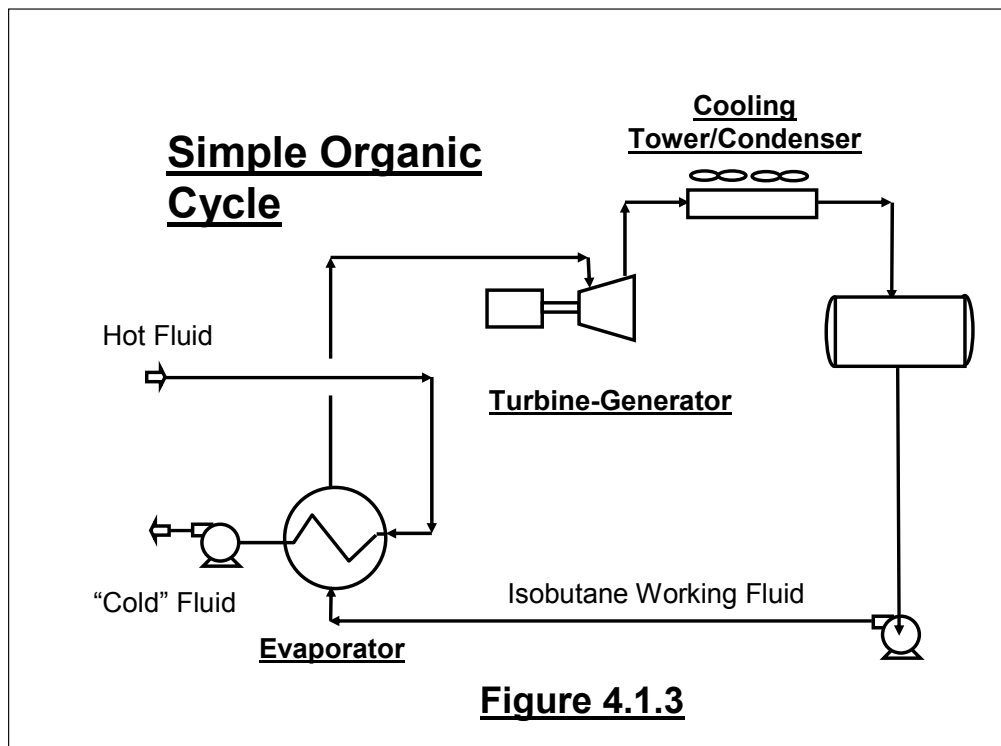 Simple Organic
Cycle
Cooling
Tower/Condenser
Hot Fluid
Turbine-Generator
“Cold” Fluid
Isobutane Working Fluid
Evaporator
Figure 4.1.3